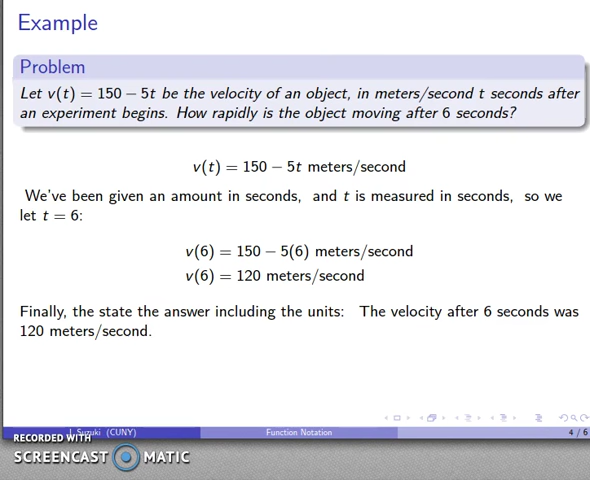 Example
Problem
Let v(t) = 150 − 5t be the velocity of an object, in meters/second t seconds after
an experiment begins. How rapidly is the object moving after 6 seconds?
v(t) = 150 − 5t meters/second
We've been given an amount in seconds, and t is measured in seconds, so we
let t = 6:
v(6) = 150 − 5(6) meters/second
v(6) = 120 meters/second
Finally, the state the answer including the units: The velocity after 6 seconds was
120 meters/second.
Suzuki (CUNY) Function Notation 4 / 6
RECORDED WITH
SCREENCAST MATIC